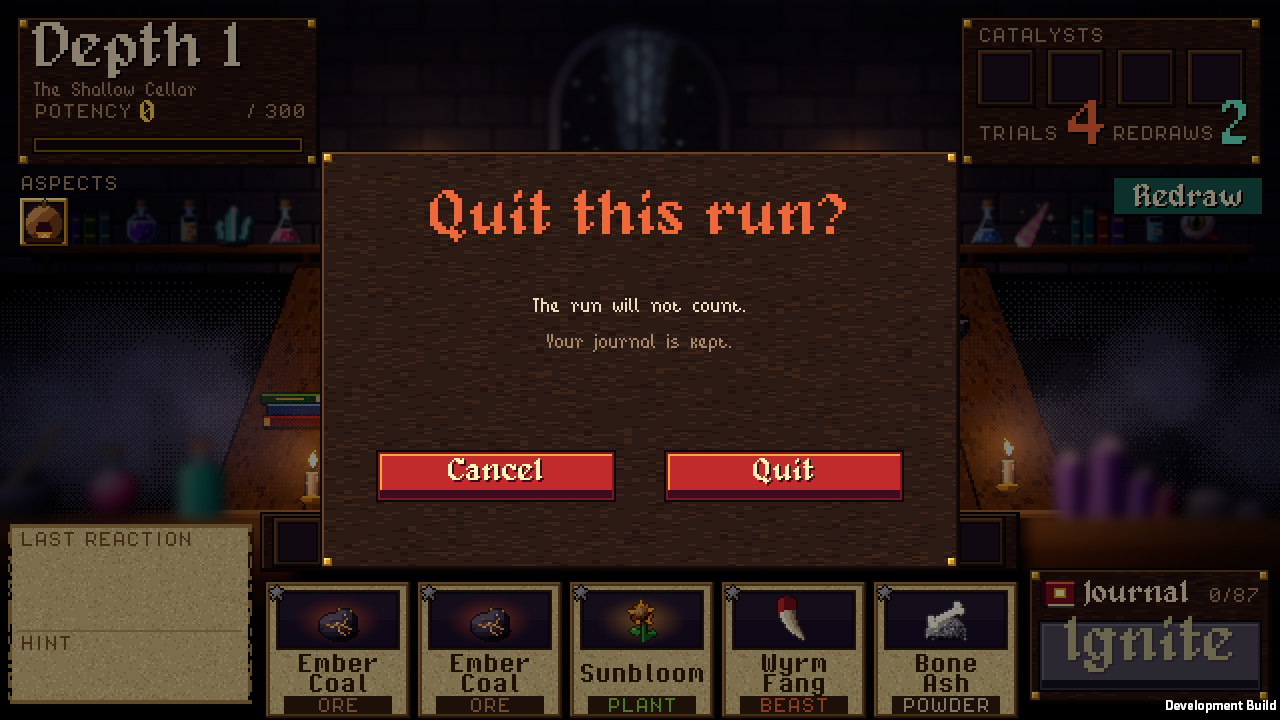 Depth 1
The Shallow Cellar
POTENCY 0 / 300
ASPECTS
CATALYSTS
TRIALS 4 REDRAWS 2
Redraw
Quit this run?
The run will not count.
Your journal is kept.
Cancel
Quit
LAST REACTION
HINT
Ember
Coal
ORE
Ember
Coal
ORE
Sunbloom
PLANT
Wyrm
Fang
BEAST
Bone
Ash
POWDER
Journal 0/87
Ignite
Development Build